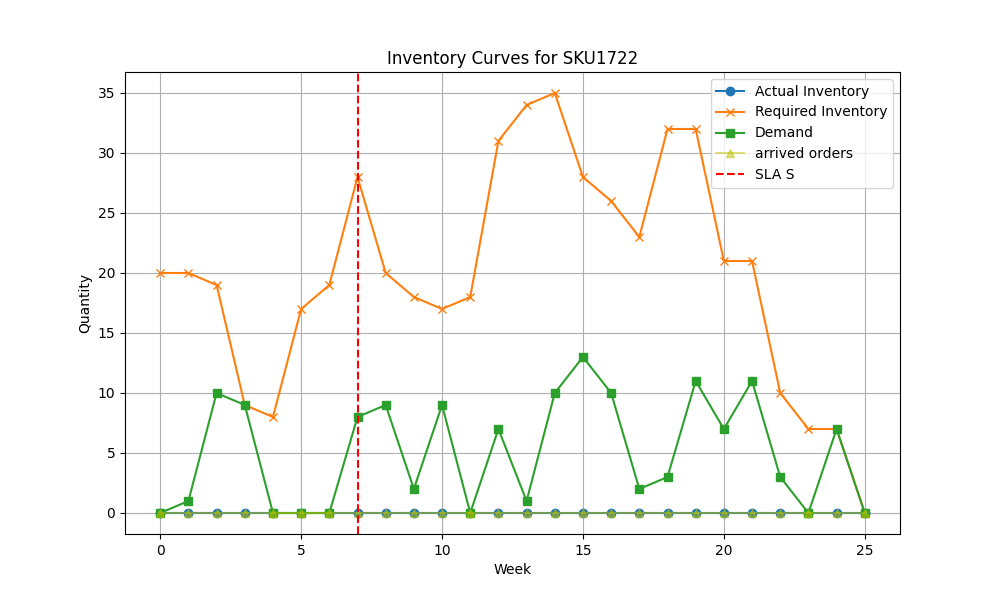 Inventory Curves for SKU1722
Actual Inventory
Required Inventory
Demand
arrived orders
SLA S
Quantity
35
30
25
20
15
10
5
0
0
5
10
15
20
25
Week